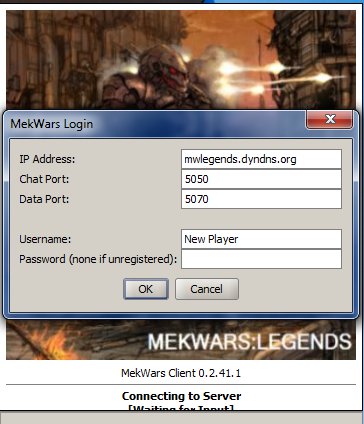 MekWars Login
IP Address: mwlegends.dyndns.org
Chat Port: 5050
Data Port: 5070
Username: New Player
Password (none if unregistered):
OK Cancel
MEKWARS:LEGENDS
MekWars Client 0.2.41.1
Connecting to Server
[Waiting for Input]